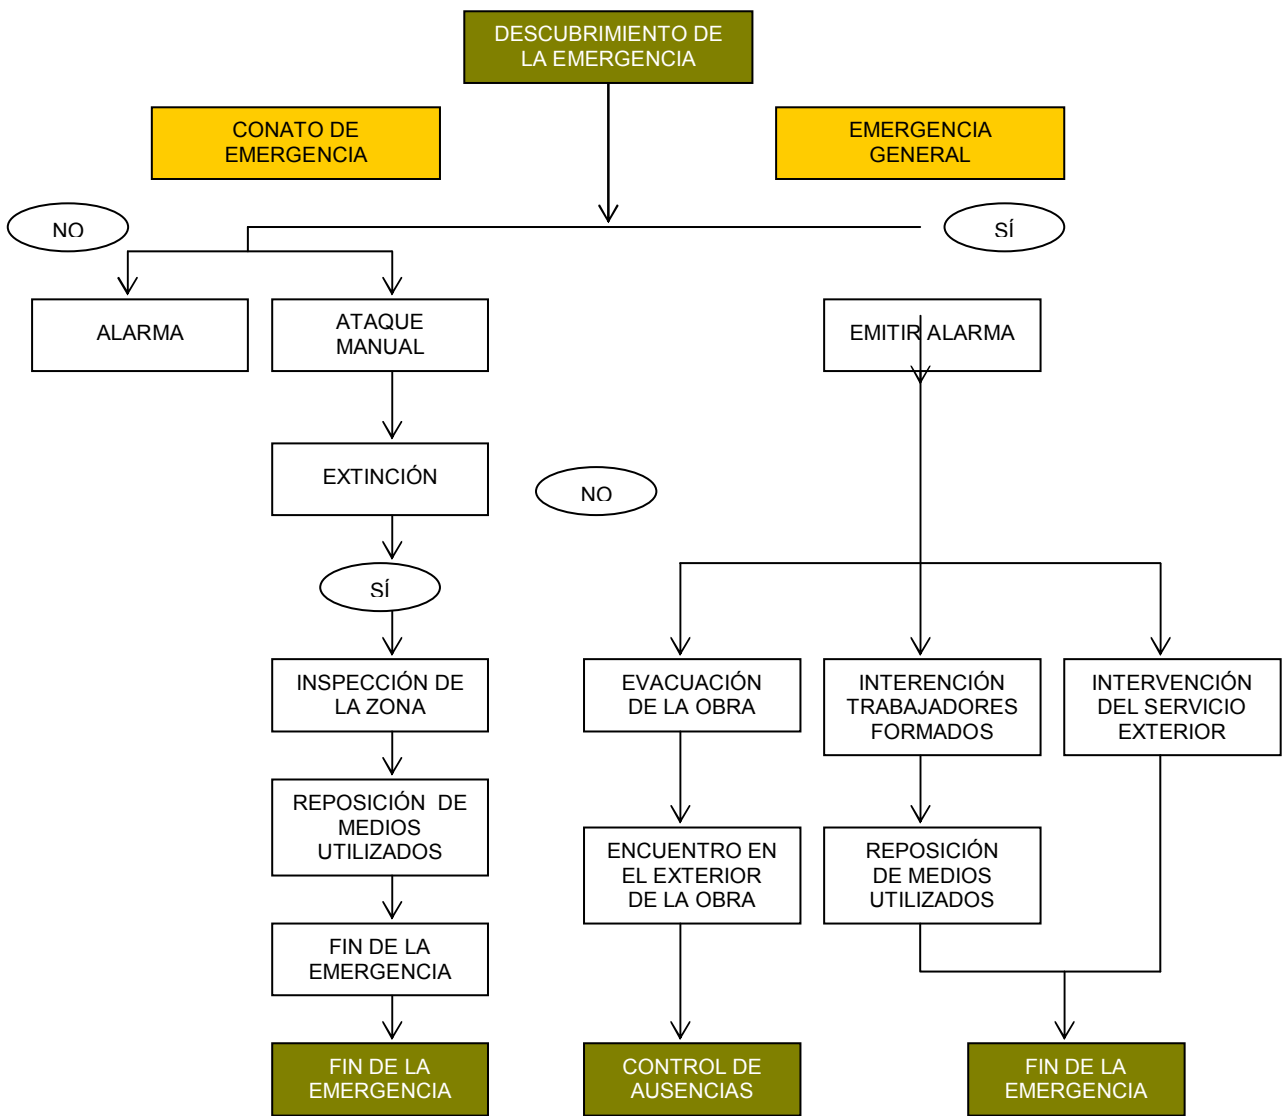 DESCUBRIMIENTO DE
LA EMERGENCIA
CONATO DE
EMERGENCIA
EMERGENCIA
GENERAL
NO
SÍ
ALARMA
ATAQUE
MANUAL
EMITIR ALARMA
EXTINCIÓN
NO
SÍ
INSPECCIÓN DE
LA ZONA
EVACUACIÓN
DE LA OBRA
INTERENCIÓN
TRABAJADORES
FORMADOS
INTERVENCIÓN
DEL SERVICIO
EXTERIOR
REPOSICIÓN DE
MEDIOS
UTILIZADOS
ENCUENTRO EN
EL EXTERIOR
DE LA OBRA
REPOSICIÓN
DE MEDIOS
UTILIZADOS
FIN DE LA
EMERGENCIA
FIN DE LA
EMERGENCIA
CONTROL DE
AUSENCIAS
FIN DE LA
EMERGENCIA